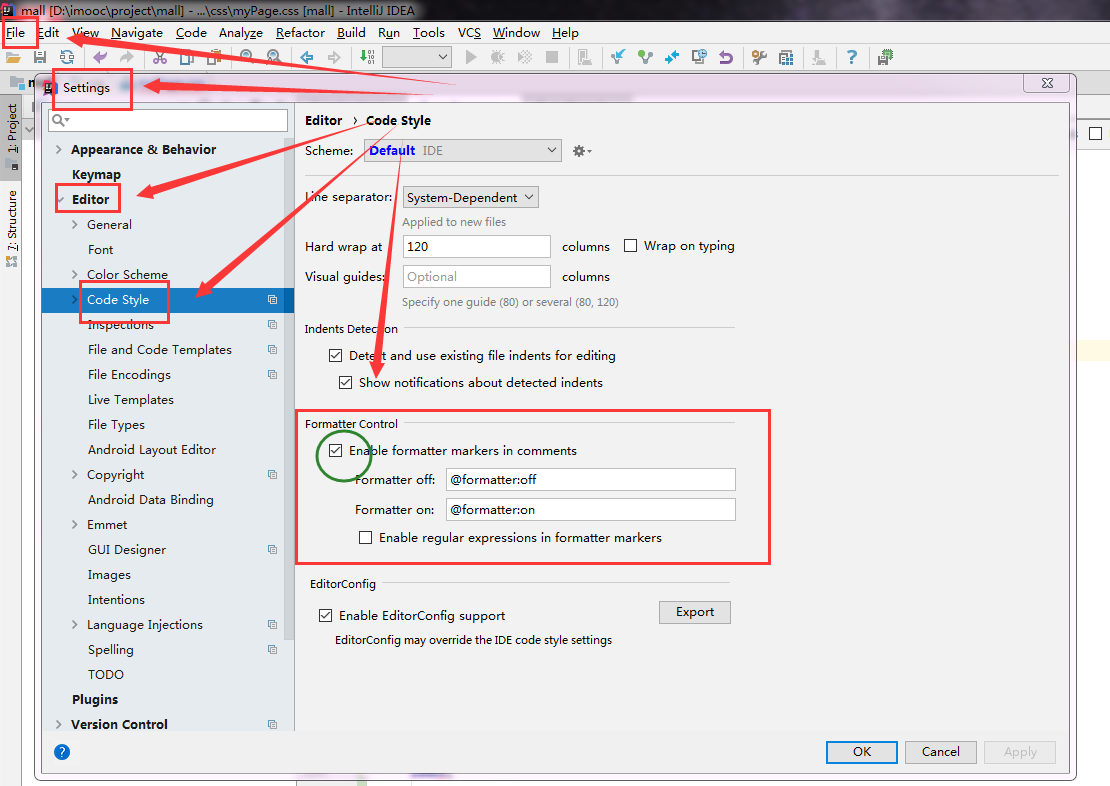 mall [D:\imooc\project\mall] - ...\css\myPage.css [mall] - IntelliJ IDEA
File Edit View Navigate Code Analyze Refactor Build Run Tools VCS Window Help
Settings
1: Project
7: Structure
Appearance & Behavior
Keymap
Editor
General
Font
Color Scheme
Code Style
Inspections
File and Code Templates
File Encodings
Live Templates
File Types
Android Layout Editor
Copyright
Android Data Binding
Emmet
GUI Designer
Images
Intentions
Language Injections
Spelling
TODO
Plugins
Version Control
Editor › Code Style
Scheme: Default IDE
Line separator: System-Dependent
Applied to new files
Hard wrap at 120 columns Wrap on typing
Visual guides: Optional columns
Specify one guide (80) or several (80, 120)
Indents Detection
Detect and use existing file indents for editing
Show notifications about detected indents
Formatter Control
Enable formatter markers in comments
Formatter off: @formatter:off
Formatter on: @formatter:on
Enable regular expressions in formatter markers
EditorConfig
Enable EditorConfig support Export
EditorConfig may override the IDE code style settings
OK Cancel Apply